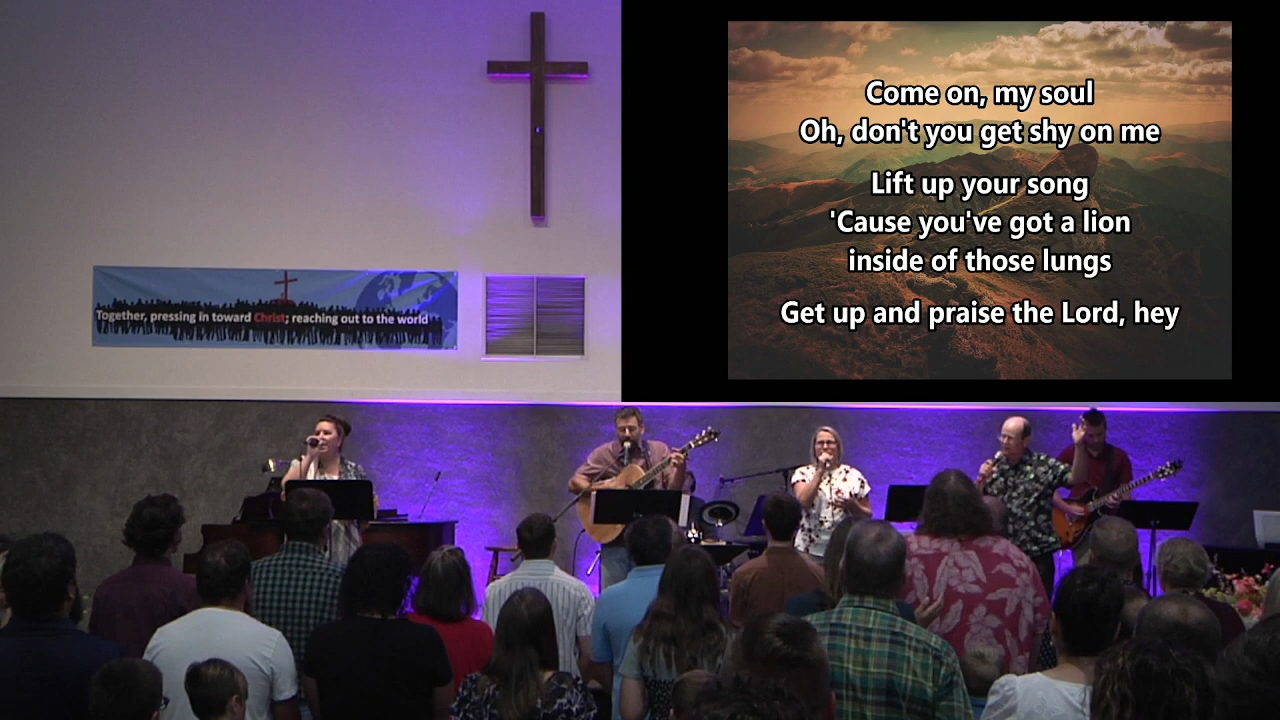 Come on, my soul
Oh, don't you get shy on me
Lift up your song
'Cause you've got a lion
inside of those lungs
Get up and praise the Lord, hey
Together, pressing in toward Christ; reaching out to the world